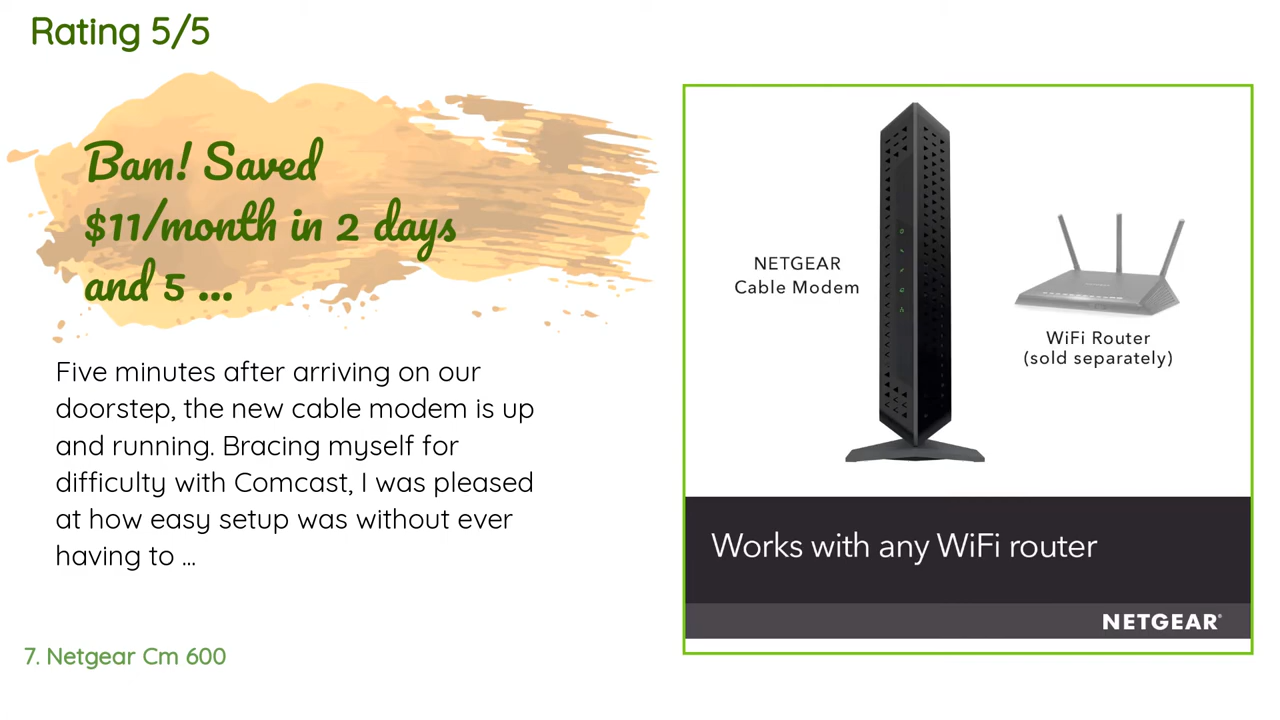 Rating 5/5
Bam! Saved
$11/month in 2 days
and 5 ...
Five minutes after arriving on our
doorstep, the new cable modem is up
and running. Bracing myself for
difficulty with Comcast, I was pleased
at how easy setup was without ever
having to ...
7. Netgear Cm 600
NETGEAR
Cable Modem
WiFi Router
(sold separately)
Works with any WiFi router
NETGEAR®